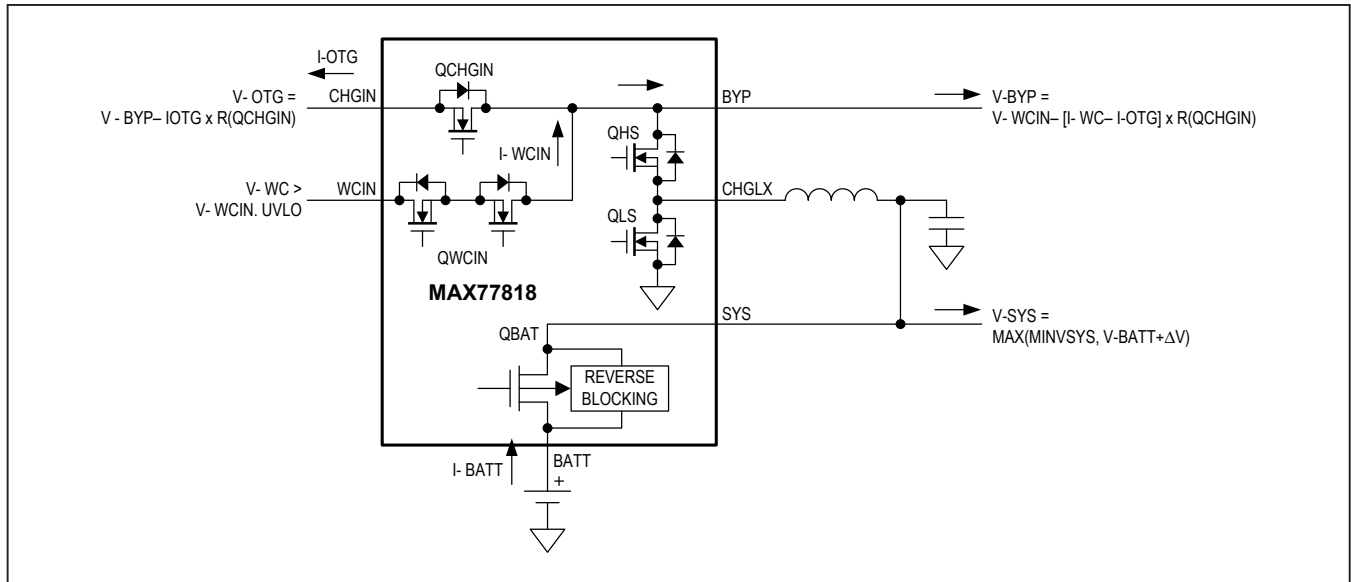 I-OTG
QCHGIN
V- OTG =
V - BYP– IOTG x R(QCHGIN)
CHGIN
BYP
V-BYP =
V- WCIN– [I- WC– I-OTG] x R(QCHGIN)
I- WCIN
QHS
V- WC >
V- WCIN. UVLO
WCIN
CHGLX
QLS
QWCIN
MAX77818
SYS
V-SYS =
MAX(MINVSYS, V-BATT+ΔV)
QBAT
REVERSE
BLOCKING
I- BATT
BATT
+